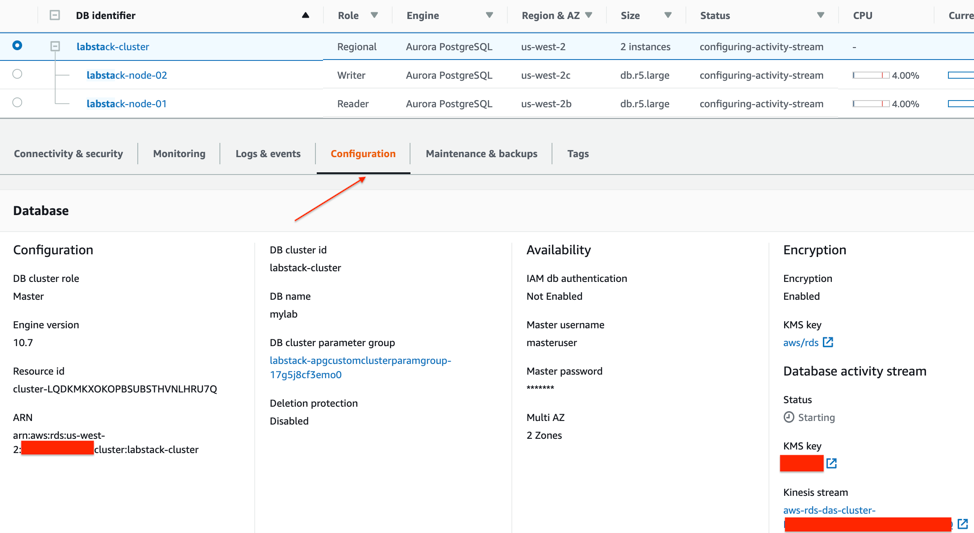 DB identifier Role Engine Region & AZ Size Status CPU Curre
labstack-cluster Regional Aurora PostgreSQL us-west-2 2 instances configuring-activity-stream -
labstack-node-02 Writer Aurora PostgreSQL us-west-2c db.r5.large configuring-activity-stream 4.00%
labstack-node-01 Reader Aurora PostgreSQL us-west-2b db.r5.large configuring-activity-stream 4.00%
Connectivity & security Monitoring Logs & events Configuration Maintenance & backups Tags
Database
Configuration
DB cluster role
Master
Engine version
10.7
Resource id
cluster-LQDKMKXOKOPBSUBSTHVNLHRU7Q
ARN
arn:aws:rds:us-west-
2: cluster:labstack-cluster
DB cluster id
labstack-cluster
DB name
mylab
DB cluster parameter group
labstack-apgcustomclusterparamgroup-
17g5j8cf3emo0
Deletion protection
Disabled
Availability
IAM db authentication
Not Enabled
Master username
masteruser
Master password
*******
Multi AZ
2 Zones
Encryption
Encryption
Enabled
KMS key
aws/rds
Database activity stream
Status
Starting
KMS key
Kinesis stream
aws-rds-das-cluster-